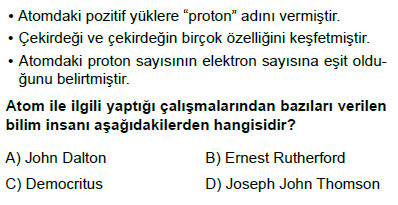 • Atomdaki pozitif yüklere “proton” adını vermiştir.
• Çekirdeği ve çekirdeğin birçok özelliğini keşfetmiştir.
• Atomdaki proton sayısının elektron sayısına eşit oldu-
ğunu belirtmiştir.
Atom ile ilgili yaptığı çalışmalarından bazıları verilen
bilim insanı aşağıdakilerden hangisidir?
A) John Dalton B) Ernest Rutherford
C) Democritus D) Joseph John Thomson